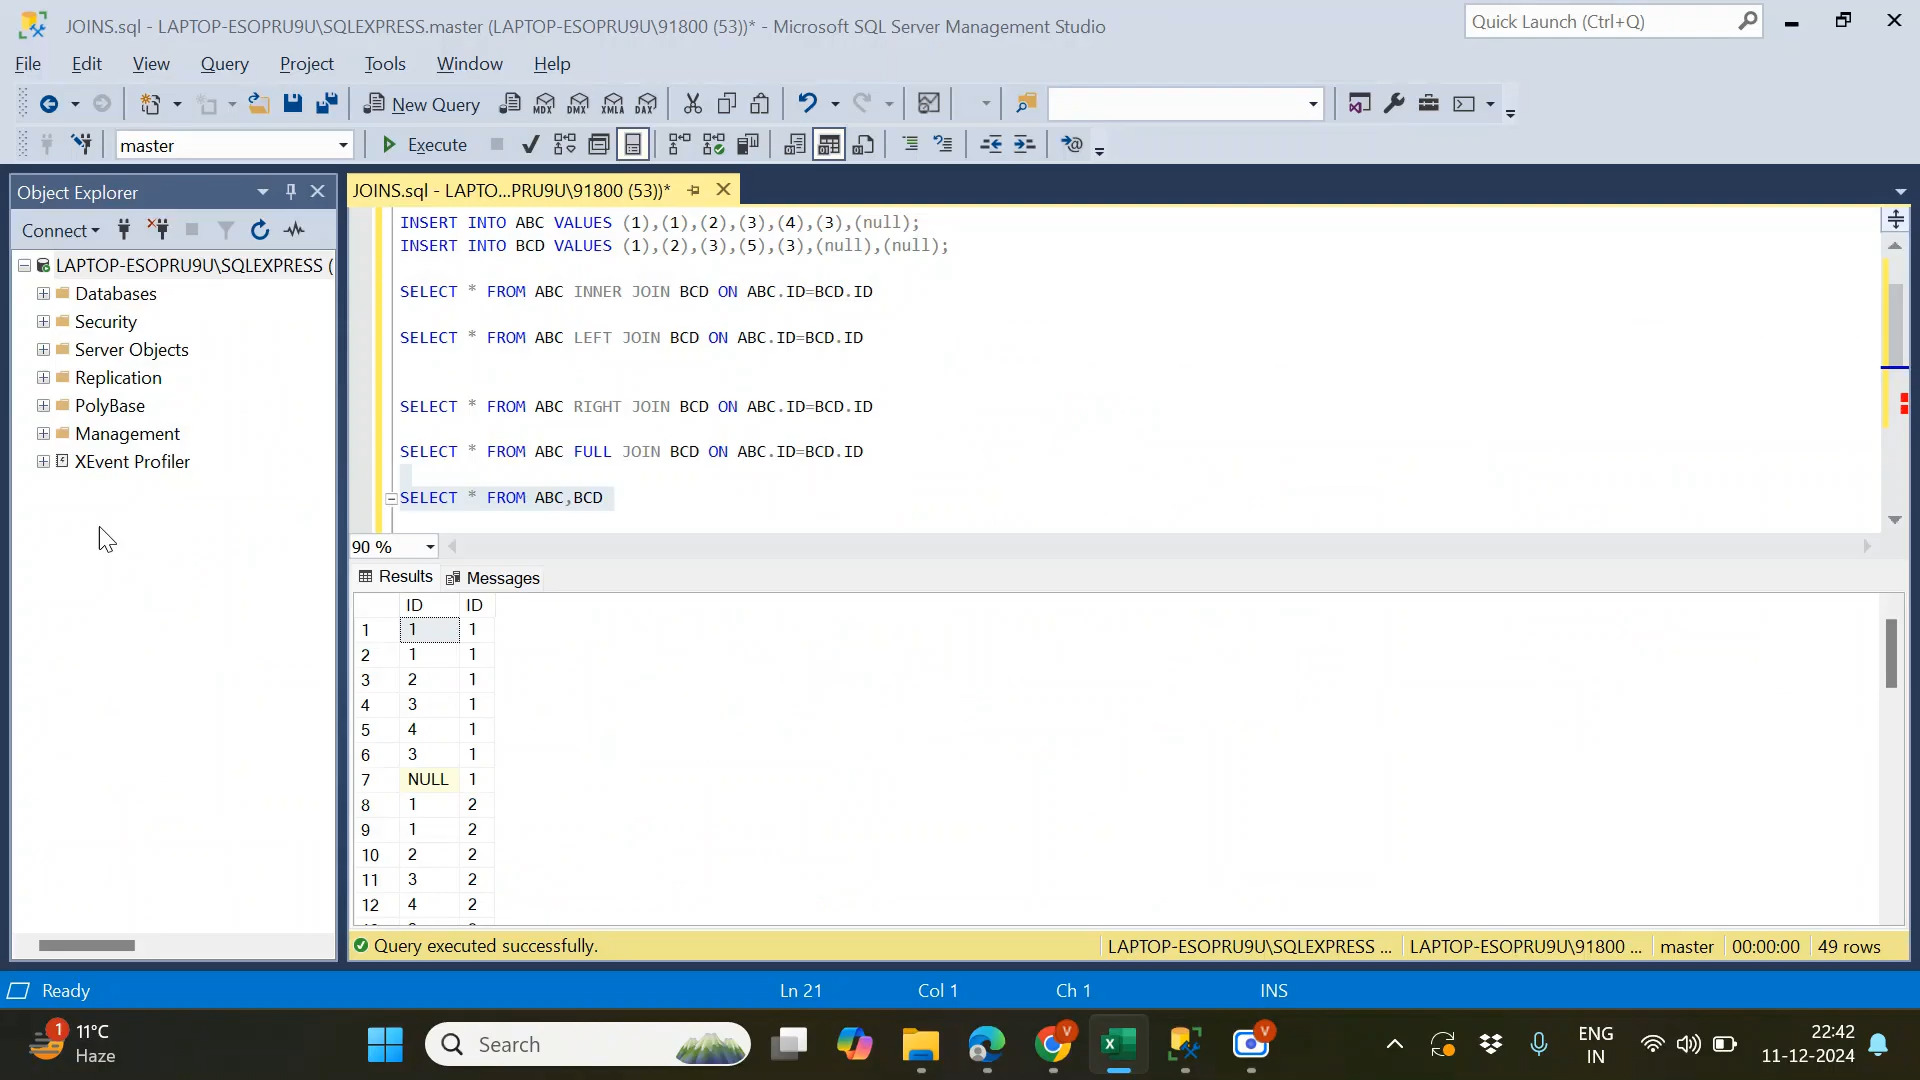 JOINS.sql - LAPTOP-ESOPRU9U\SQLEXPRESS.master (LAPTOP-ESOPRU9U\91800 (53))* - Microsoft SQL Server Management Studio
Quick Launch (Ctrl+Q)
File Edit View Query Project Tools Window Help
New Query
MDX DMX XMLA DAX
master
Execute
Object Explorer
JOINS.sql - LAPTO...PRU9U\91800 (53))*
Connect
LAPTOP-ESOPRU9U\SQLEXPRESS (
Databases
Security
Server Objects
Replication
PolyBase
Management
XEvent Profiler
INSERT INTO ABC VALUES (1),(1),(2),(3),(4),(3),(null);
INSERT INTO BCD VALUES (1),(2),(3),(5),(3),(null),(null);
SELECT * FROM ABC INNER JOIN BCD ON ABC.ID=BCD.ID
SELECT * FROM ABC LEFT JOIN BCD ON ABC.ID=BCD.ID
SELECT * FROM ABC RIGHT JOIN BCD ON ABC.ID=BCD.ID
SELECT * FROM ABC FULL JOIN BCD ON ABC.ID=BCD.ID
SELECT * FROM ABC,BCD
90 %
Results Messages
ID ID
1 1 1
2 1 1
3 2 1
4 3 1
5 4 1
6 3 1
7 NULL 1
8 1 2
9 1 2
10 2 2
11 3 2
12 4 2
Query executed successfully.
LAPTOP-ESOPRU9U\SQLEXPRESS ... LAPTOP-ESOPRU9U\91800 ... master 00:00:00 49 rows
Ready
Ln 21 Col 1 Ch 1 INS
1
11°C
Haze
Search
V
V
ENG
IN
22:42
11-12-2024